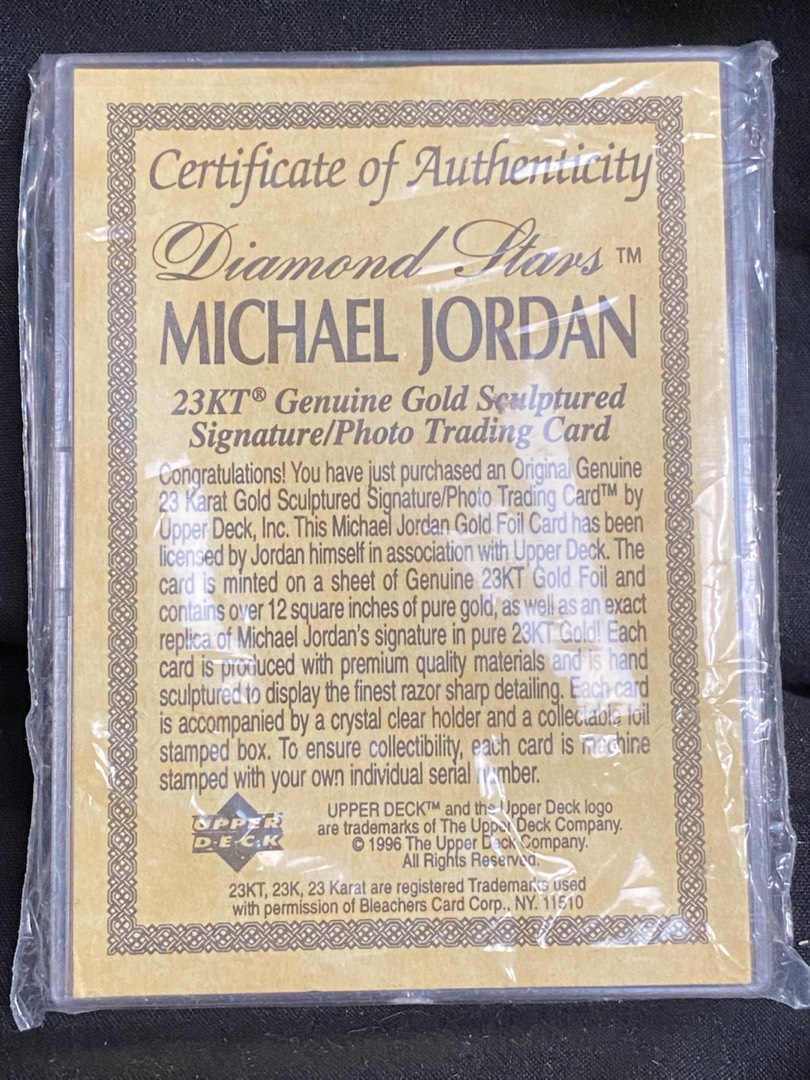 Certificate of Authenticity
Diamond Stars™
MICHAEL JORDAN
23KT® Genuine Gold Sculptured
Signature/Photo Trading Card
Congratulations! You have just purchased an Original Genuine
23 Karat Gold Sculptured Signature/Photo Trading Card™ by
Upper Deck, Inc. This Michael Jordan Gold Foil Card has been
licensed by Jordan himself in association with Upper Deck. The
card is minted on a sheet of Genuine 23KT Gold Foil and
contains over 12 square inches of pure gold, as well as an exact
replica of Michael Jordan's signature in pure 23KT Gold! Each
card is produced with premium quality materials and is hand
sculptured to display the finest razor sharp detailing. Each card
is accompanied by a crystal clear holder and a collectable foil
stamped box. To ensure collectibility, each card is machine
stamped with your own individual serial number.
UPPER DECK
UPPER DECK™ and the Upper Deck logo
are trademarks of The Upper Deck Company.
© 1996 The Upper Deck Company.
All Rights Reserved.
23KT, 23K, 23 Karat are registered Trademarks used
with permission of Bleachers Card Corp., NY. 11510